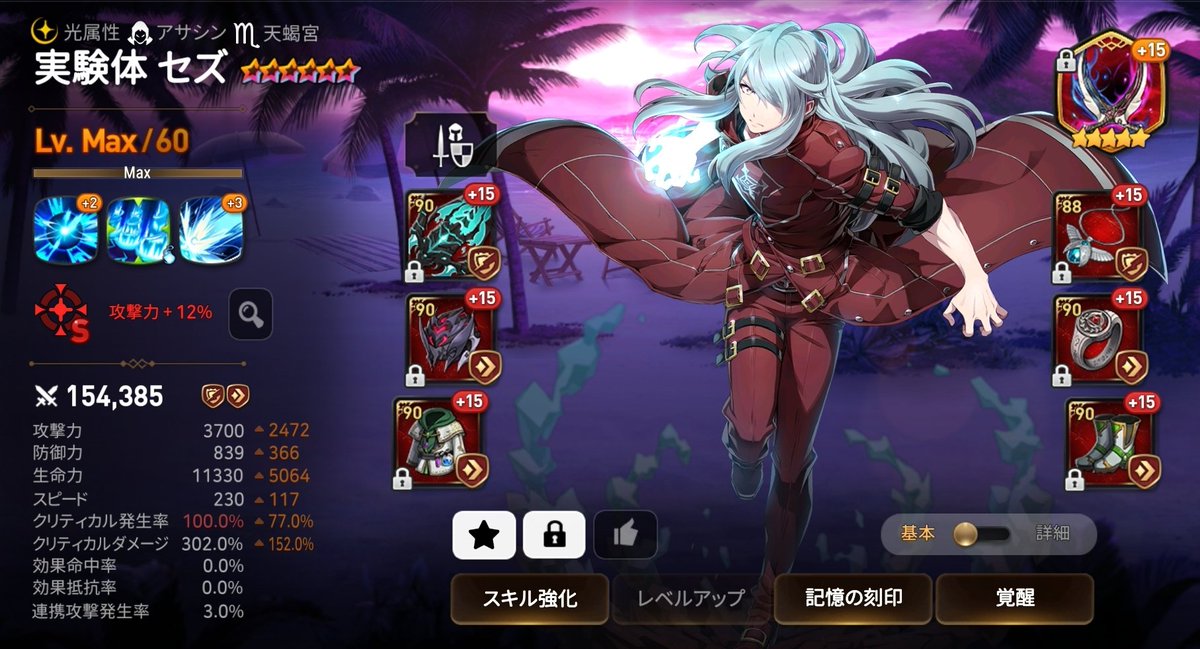 光属性 アサシン 天蝎宮
実験体 セズ
Lv. Max/60
Max
+2 +3
S 攻撃力 + 12%
154,385
攻撃力 3700 2472
防御力 839 366
生命力 11330 5064
スピード 230 117
クリティカル発生率 100.0% 77.0%
クリティカルダメージ 302.0% 152.0%
効果命中率 0.0%
効果抵抗率 0.0%
連携攻撃発生率 3.0%
90 +15
90 +15
90 +15
+15
88 +15
90 +15
90 +15
基本 詳細
スキル強化 レベルアップ 記憶の刻印 覚醒